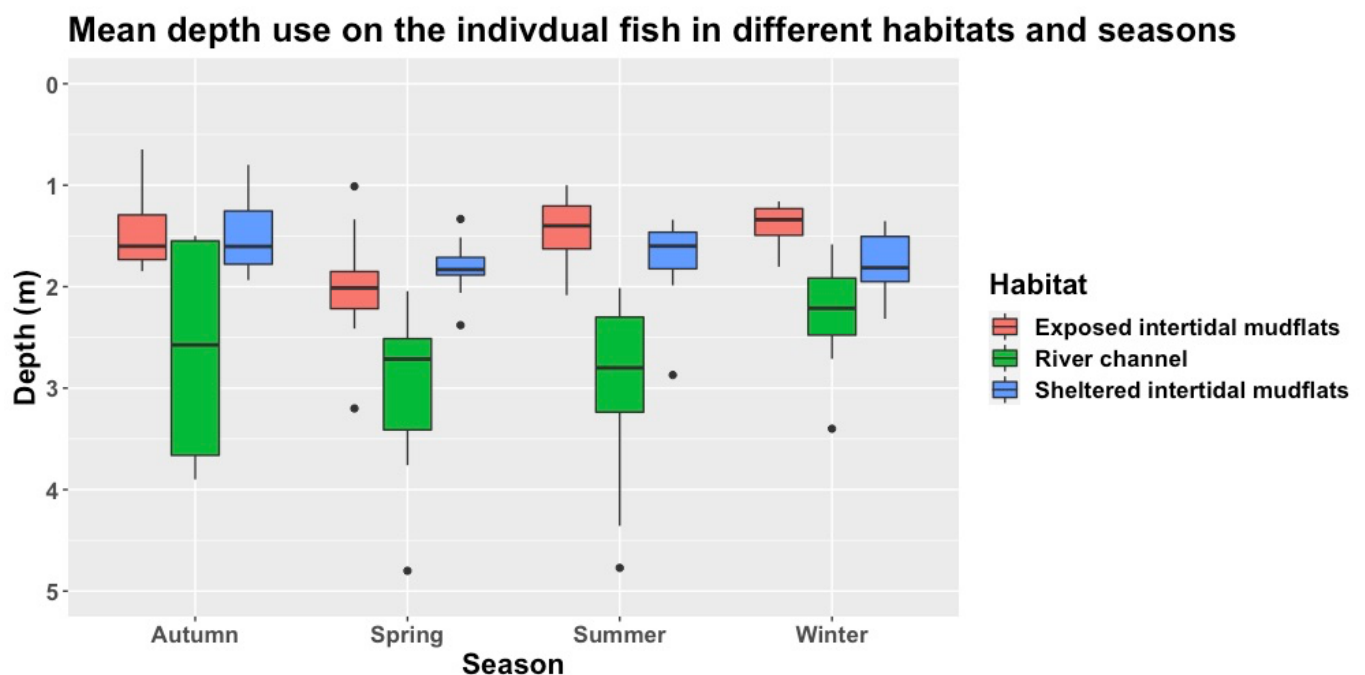 Mean depth use on the indivdual fish in different habitats and seasons
0
1
2
3
4
5
Depth (m)
Autumn
Spring
Summer
Winter
Season
Habitat
Exposed intertidal mudflats
River channel
Sheltered intertidal mudflats